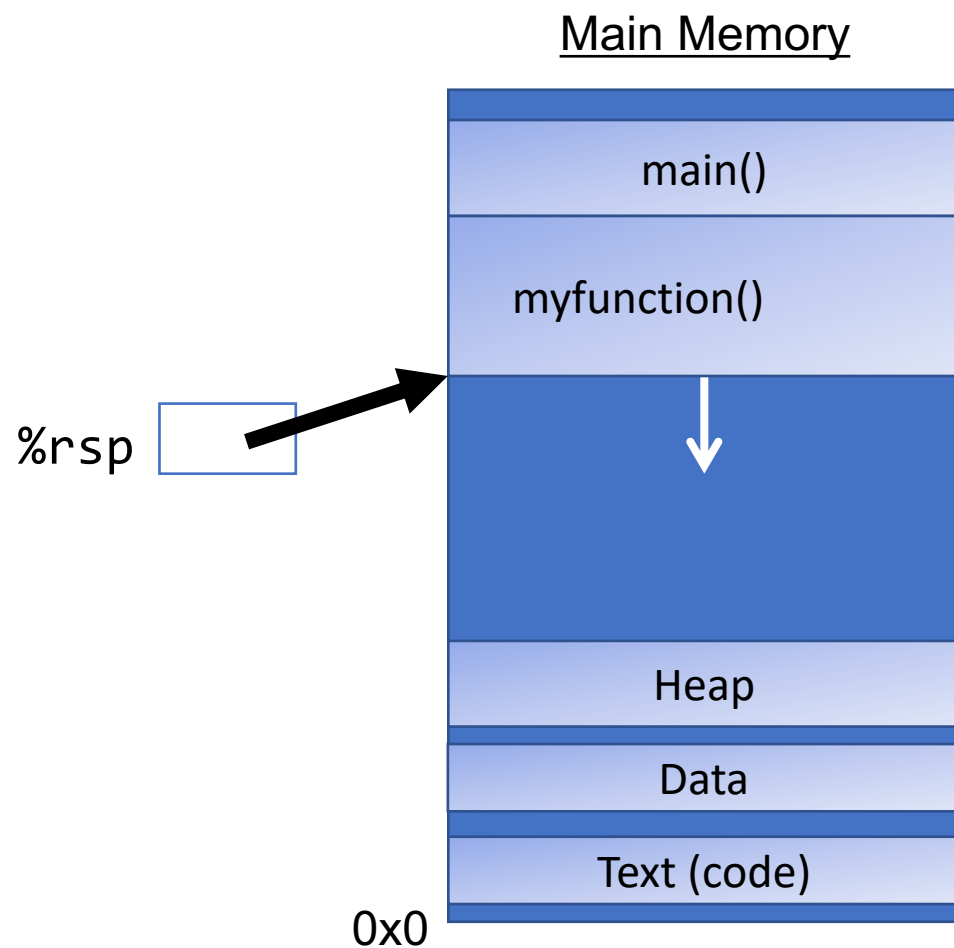 Main Memory
main()
myfunction()
%rsp
Heap
Data
Text (code)
0x0